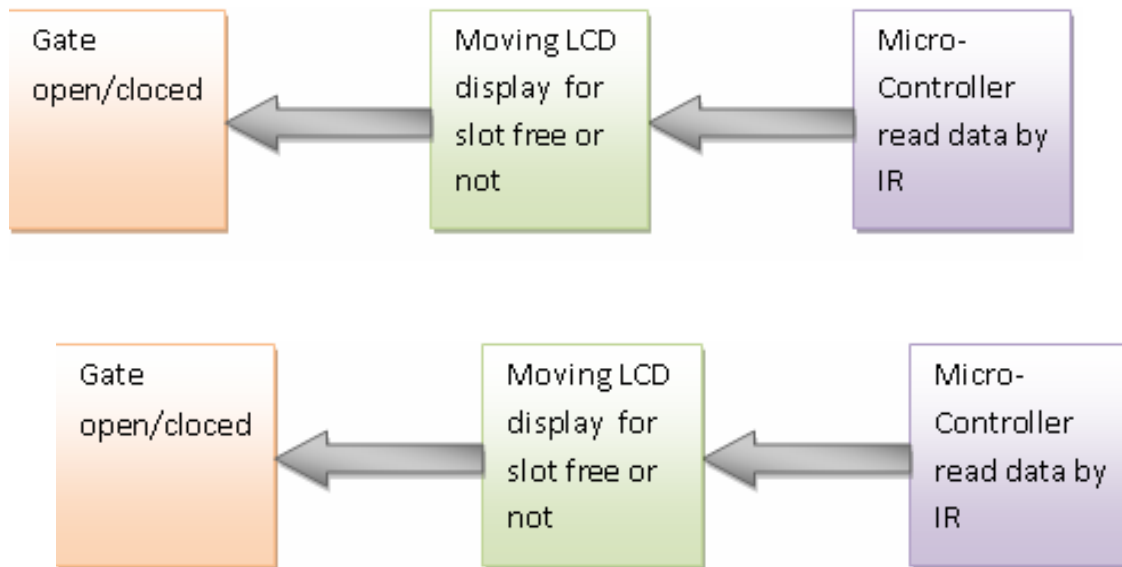 Gate
open/cloced
Moving LCD
display for
slot free or
not
Micro-
Controller
read data by
IR
Gate
open/cloced
Moving LCD
display for
slot free or
not
Micro-
Controller
read data by
IR